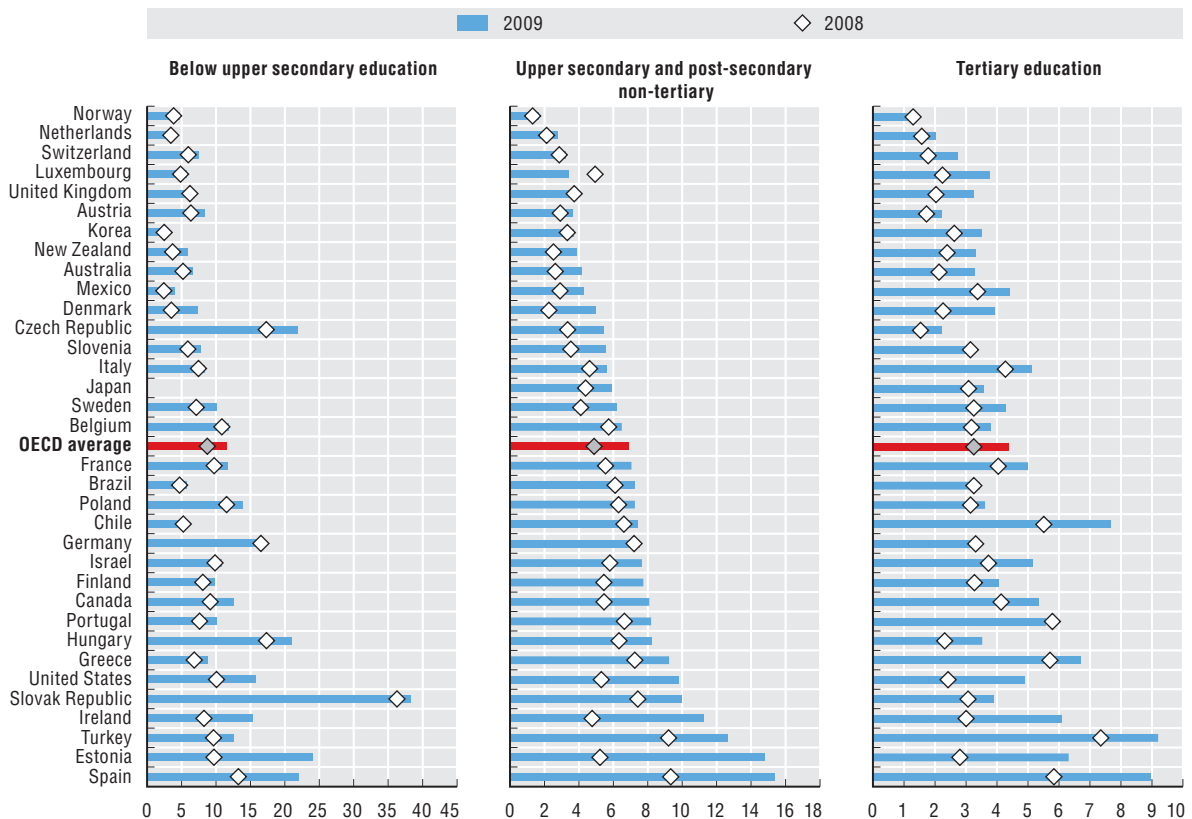 2009 2008
Below upper secondary education
Upper secondary and post-secondary
non-tertiary
Tertiary education
Norway
Netherlands
Switzerland
Luxembourg
United Kingdom
Austria
Korea
New Zealand
Australia
Mexico
Denmark
Czech Republic
Slovenia
Italy
Japan
Sweden
Belgium
OECD average
France
Brazil
Poland
Chile
Germany
Israel
Finland
Canada
Portugal
Hungary
Greece
United States
Slovak Republic
Ireland
Turkey
Estonia
Spain
0 5 10 15 20 25 30 35 40 45
0 2 4 6 8 10 12 14 16 18
0 1 2 3 4 5 6 7 8 9 10